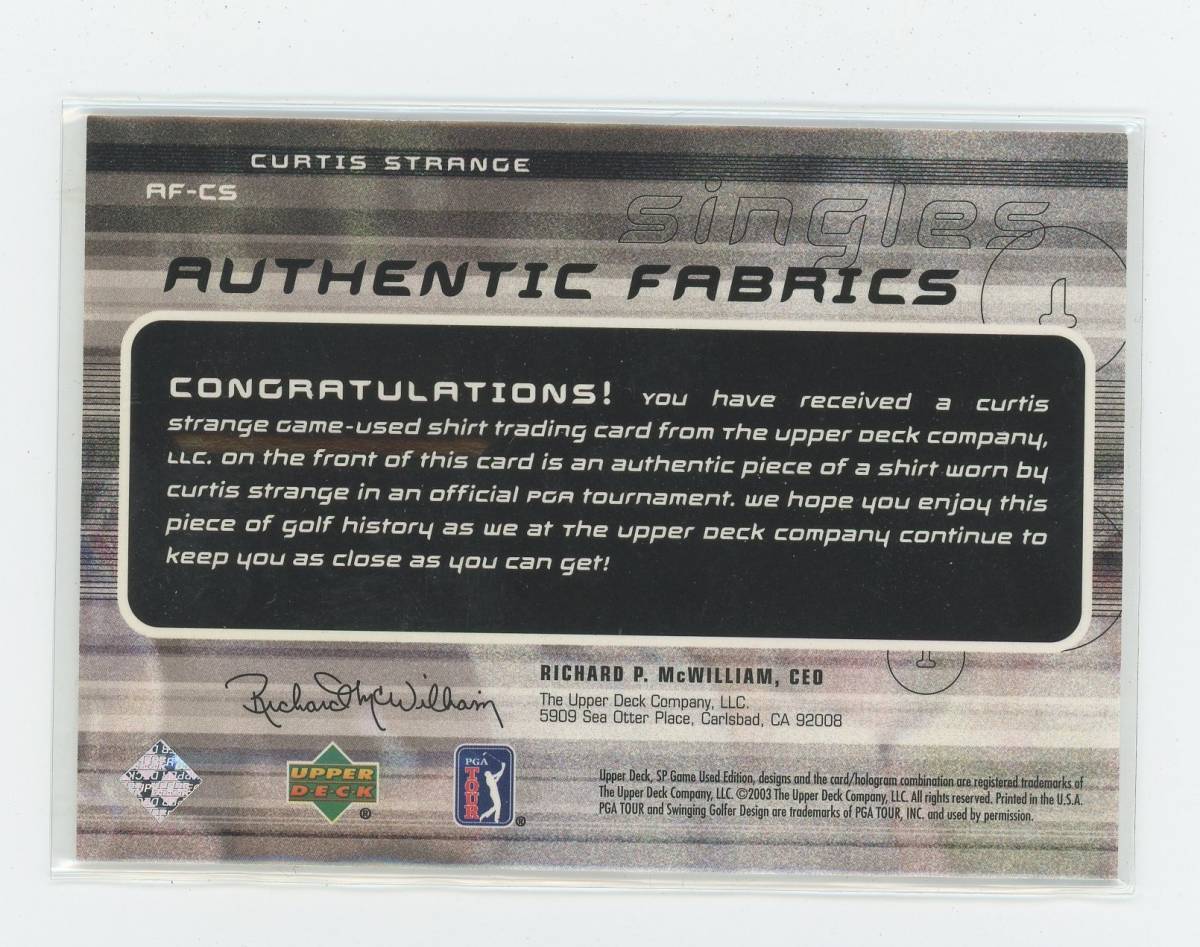 CURTIS STRANGE
AF-CS
singles
AUTHENTIC FABRICS
CONGRATULATIONS! You have received a curtis
strange game-used shirt trading card from The upper Deck company,
LLC. on the front of this card is an authentic piece of a shirt worn by
curtis strange in an official PGA tournament. we hope you enjoy this
piece of golf history as we at The upper Deck company continue to
keep you as close as you can get!
Richard McWilliam
RICHARD P. McWILLIAM, CEO
The Upper Deck Company, LLC.
5909 Sea Otter Place, Carlsbad, CA 92008
UPPER
DECK
UPPER
D·E·C·K
®
PGA
TOUR
®
Upper Deck, SP Game Used Edition, designs and the card/hologram combination are registered trademarks of
The Upper Deck Company, LLC. ©2003 The Upper Deck Company, LLC. All rights reserved. Printed in the U.S.A.
PGA TOUR and Swinging Golfer Design are trademarks of PGA TOUR, INC. and used by permission.